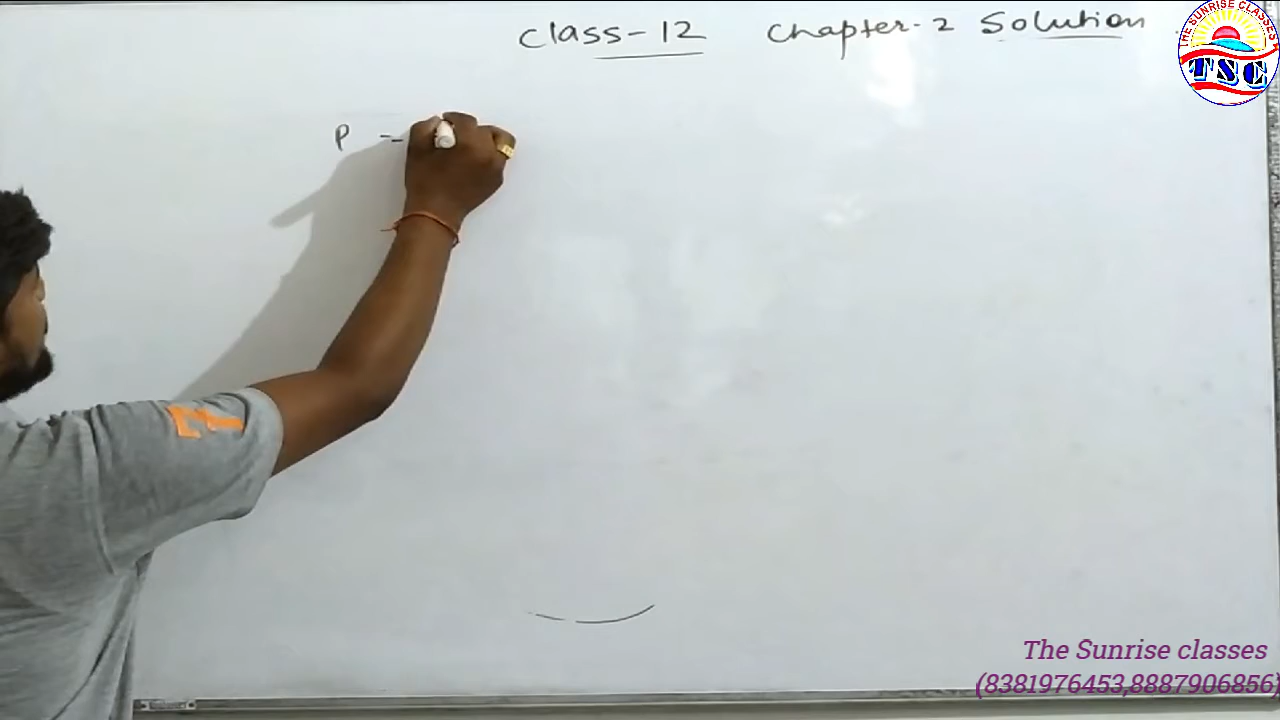 Class-12 Chapter-2 Solution
THE SUNRISE CLASSES
TSC
P =
The Sunrise classes
(8381976453,8887906856)